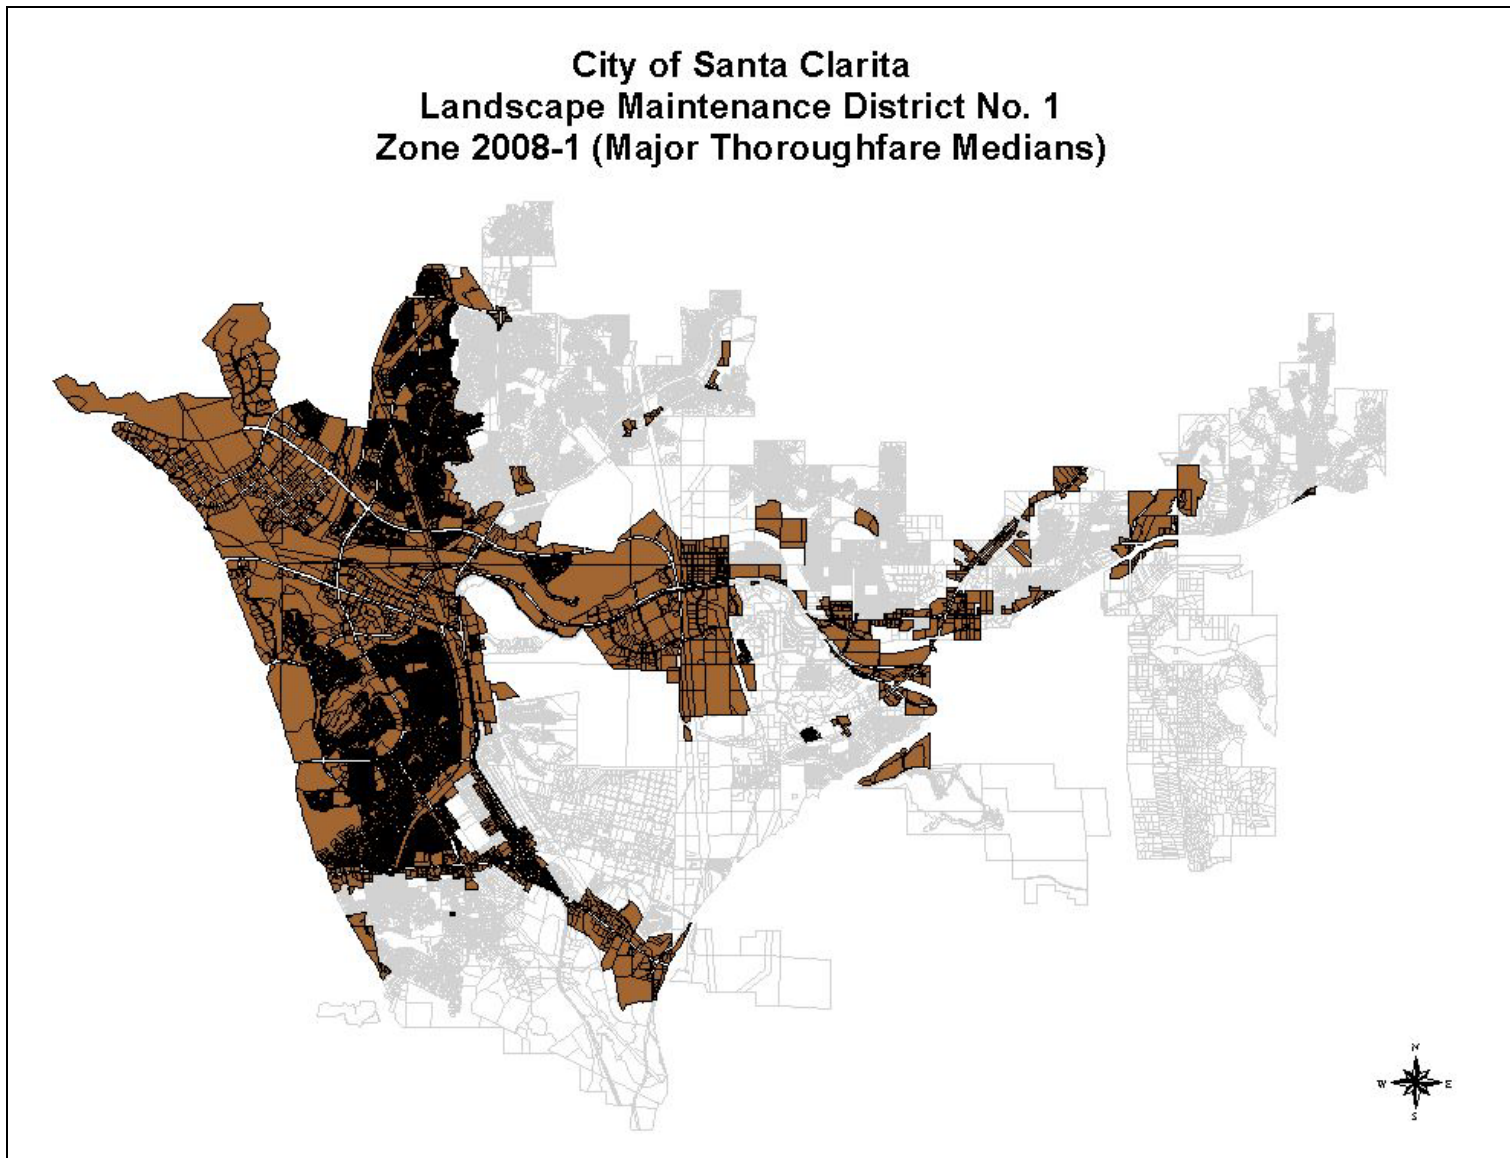 City of Santa Clarita
Landscape Maintenance District No. 1
Zone 2008-1 (Major Thoroughfare Medians)
N
W E
S